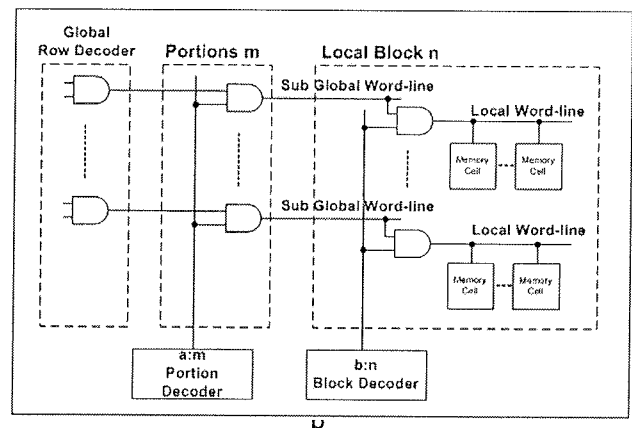 Global
Row Decoder
Portions m
Local Block n
Sub Global Word-line
Local Word-line
Memory
Cell
Memory
Cell
Sub Global Word-line
Local Word-line
Memory
Cell
Memory
Cell
a:m
Portion
Decoder
b:n
Block Decoder